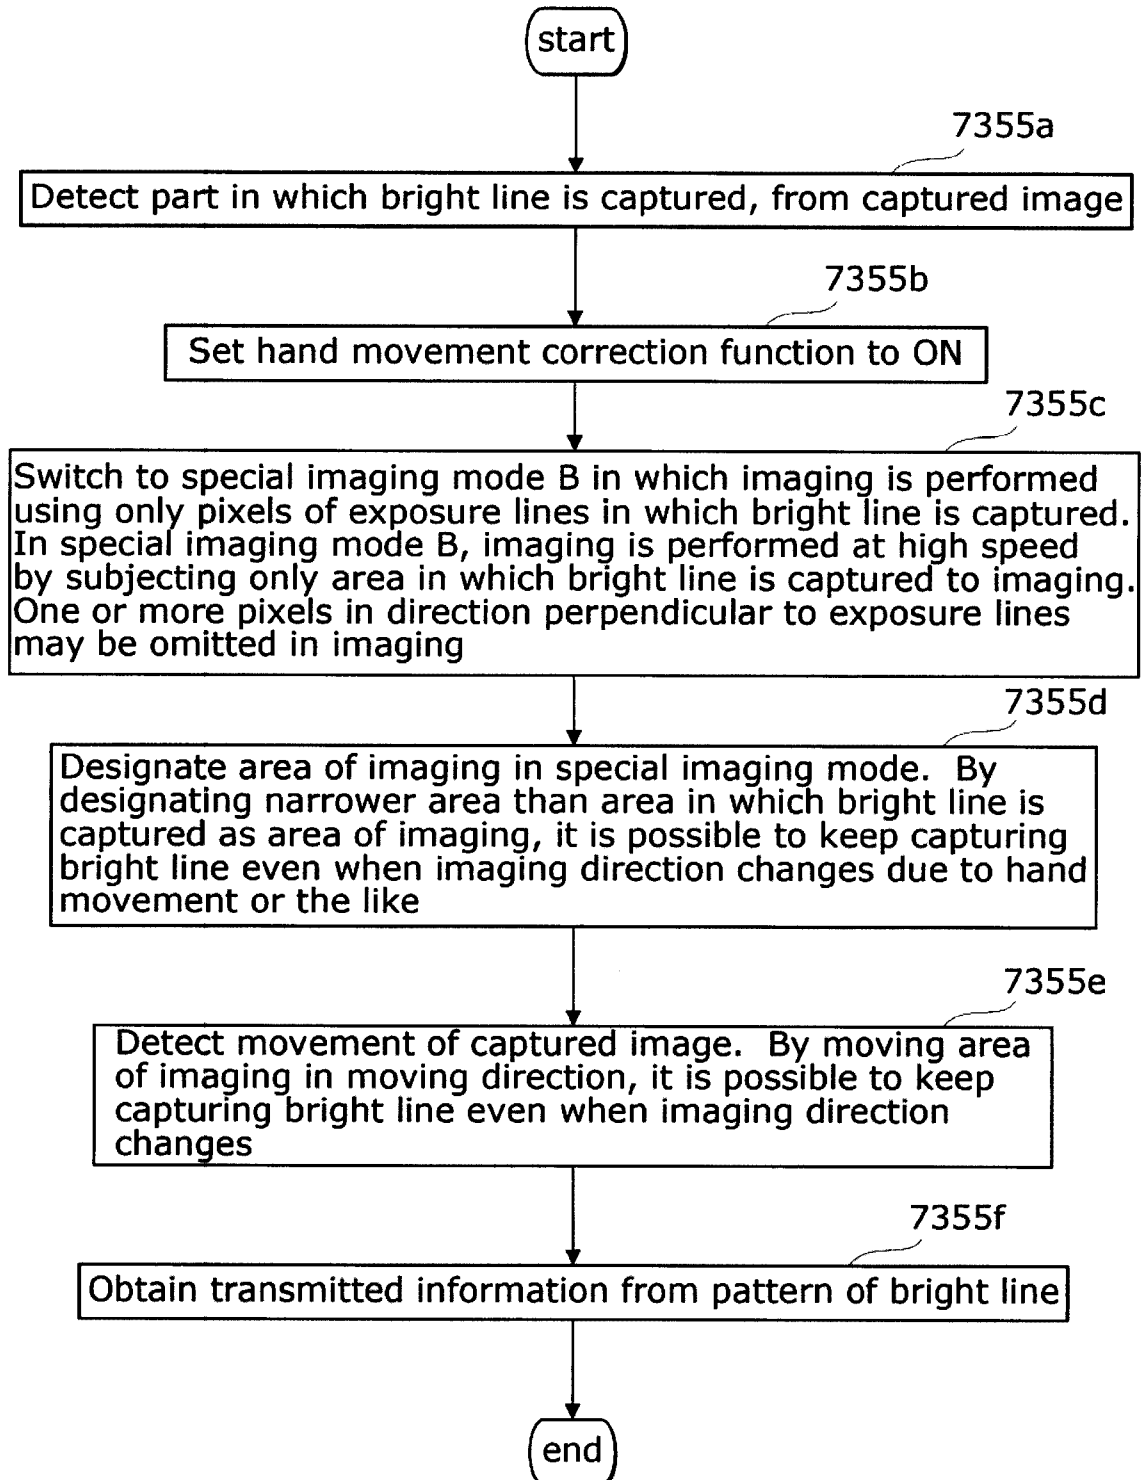 start
7355a
Detect part in which bright line is captured, from captured image
7355b
Set hand movement correction function to ON
7355c
Switch to special imaging mode B in which imaging is performed
using only pixels of exposure lines in which bright line is captured.
In special imaging mode B, imaging is performed at high speed
by subjecting only area in which bright line is captured to imaging.
One or more pixels in direction perpendicular to exposure lines
may be omitted in imaging
7355d
Designate area of imaging in special imaging mode.  By
designating narrower area than area in which bright line is
captured as area of imaging, it is possible to keep capturing
bright line even when imaging direction changes due to hand
movement or the like
7355e
Detect movement of captured image.  By moving area
of imaging in moving direction, it is possible to keep
capturing bright line even when imaging direction
changes
7355f
Obtain transmitted information from pattern of bright line
end